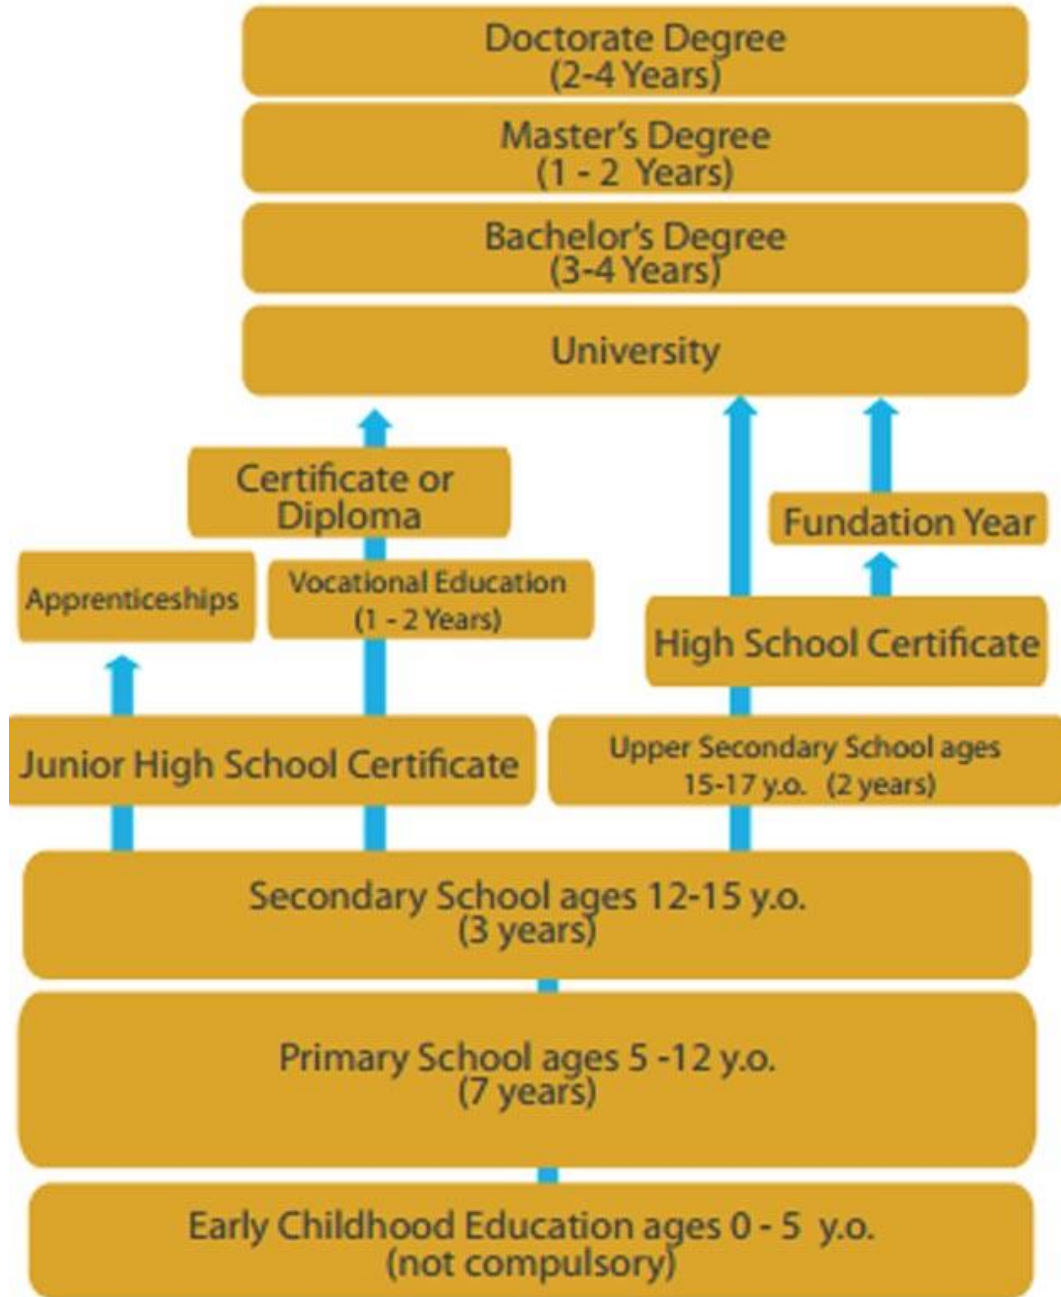 Doctorate Degree
(2-4 Years)
Master's Degree
(1 - 2 Years)
Bachelor's Degree
(3-4 Years)
University
Certificate or
Diploma
Fundation Year
Apprenticeships
Vocational Education
(1 - 2 Years)
High School Certificate
Junior High School Certificate
Upper Secondary School ages
15-17 y.o. (2 years)
Secondary School ages 12-15 y.o.
(3 years)
Primary School ages 5 -12 y.o.
(7 years)
Early Childhood Education ages 0 - 5 y.o.
(not compulsory)